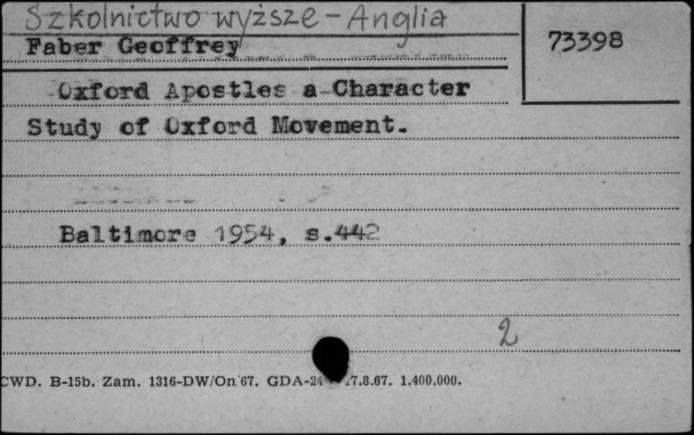 Szkolnictwo wyższe - Anglia
Faber Geoffrey
73398
Oxford Apostles a Character
Study of Oxford Movement.
Baltimore 1954, s.442
2
CWD. B-15b. Zam. 1316-DW/On 67. GDA-24 7.8.67. 1.400.000.